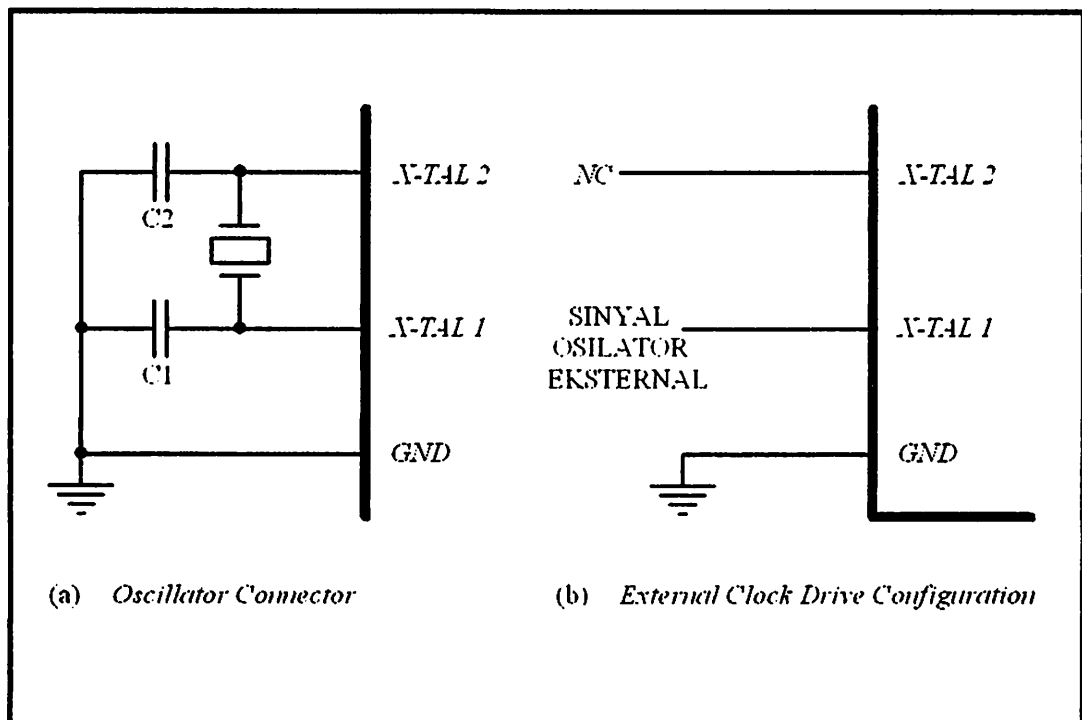 X-TAL 2
C2
X-TAL 1
C1
GND
(a) Oscillator Connector
NC
X-TAL 2
SINYAL
OSILATOR
EKSTERNAL
X-TAL 1
GND
(b) External Clock Drive Configuration